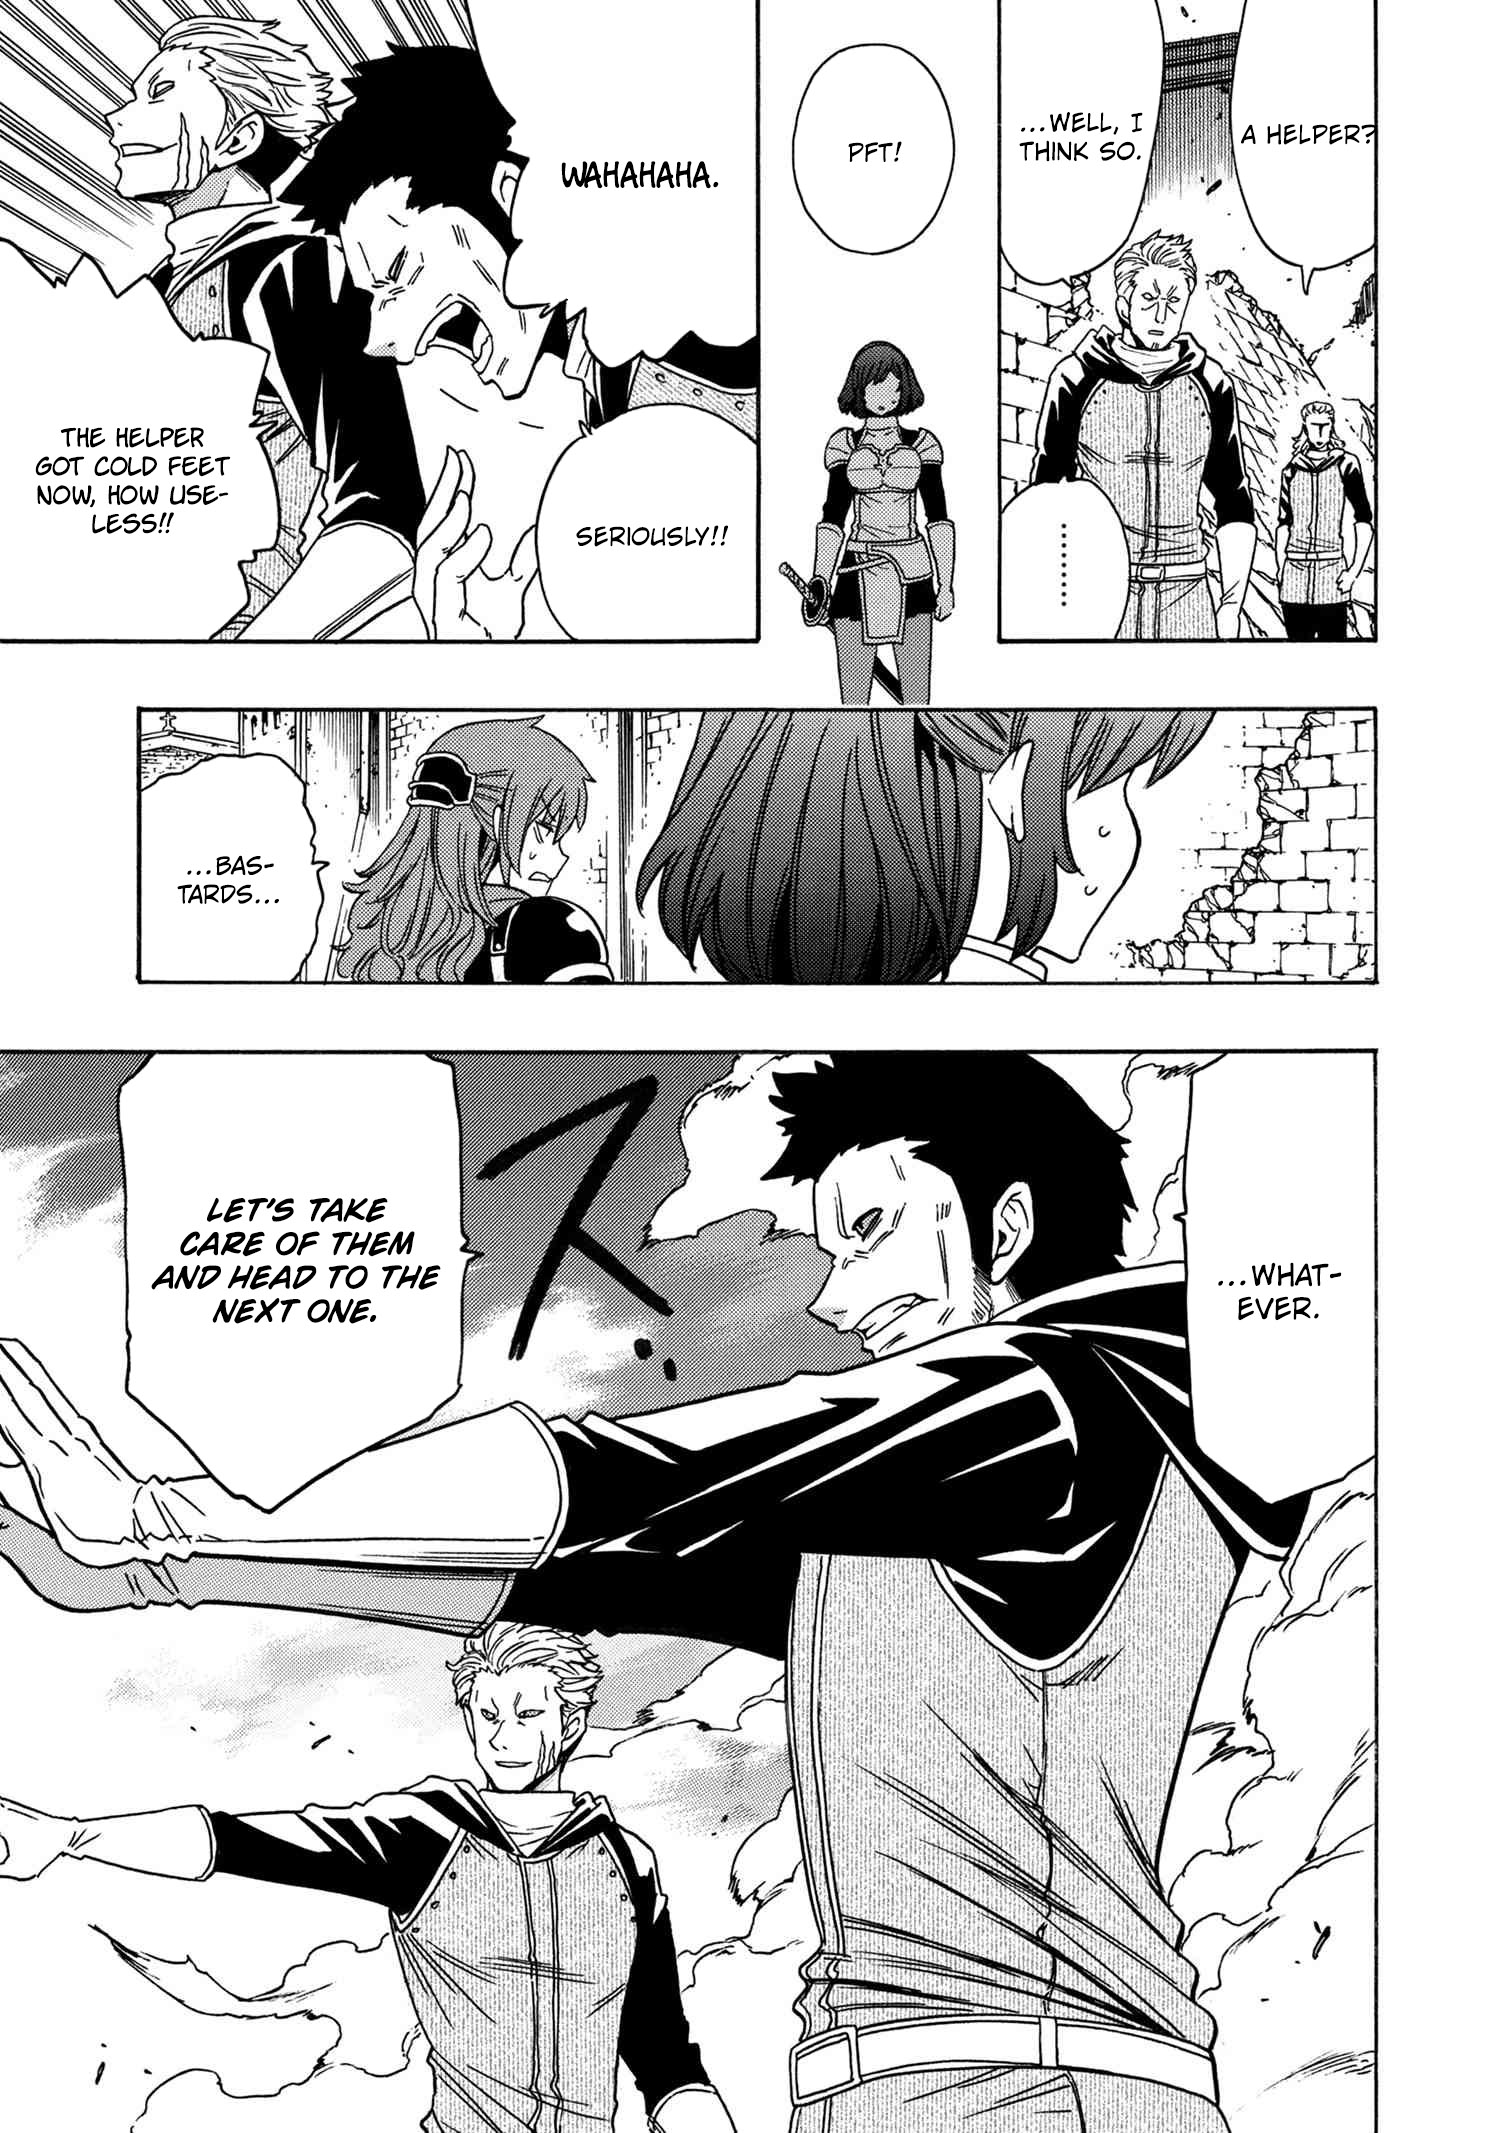 A HELPER?
...WELL, I
THINK SO.
........
PFT!
WAHAHAHA.
SERIOUSLY!!
THE HELPER
GOT COLD FEET
NOW, HOW USE-
LESS!!
...BAS-
TARDS...
...WHAT-
EVER.
ズ
LET'S TAKE
CARE OF THEM
AND HEAD TO THE
NEXT ONE.